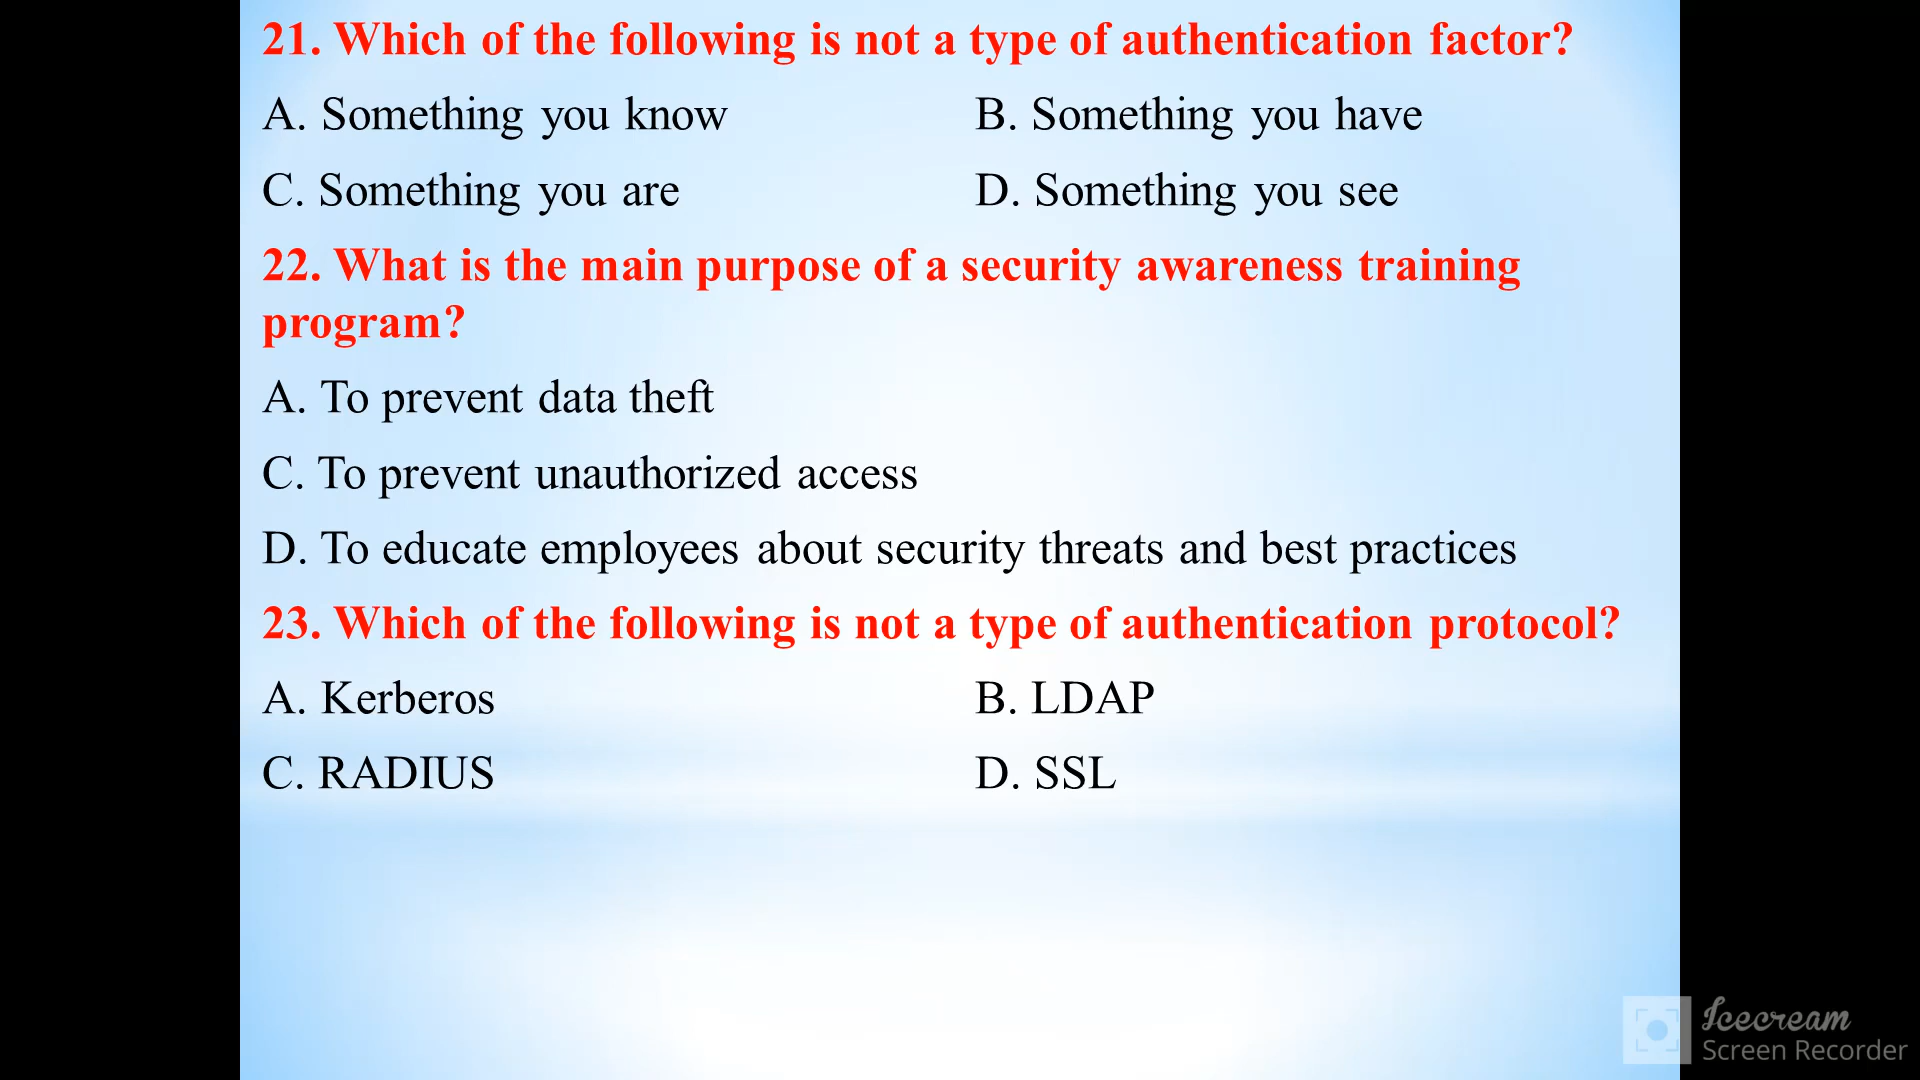 21. Which of the following is not a type of authentication factor?
A. Something you know B. Something you have
C. Something you are D. Something you see
22. What is the main purpose of a security awareness training
program?
A. To prevent data theft
C. To prevent unauthorized access
D. To educate employees about security threats and best practices
23. Which of the following is not a type of authentication protocol?
A. Kerberos B. LDAP
C. RADIUS D. SSL
Icecream
Screen Recorder